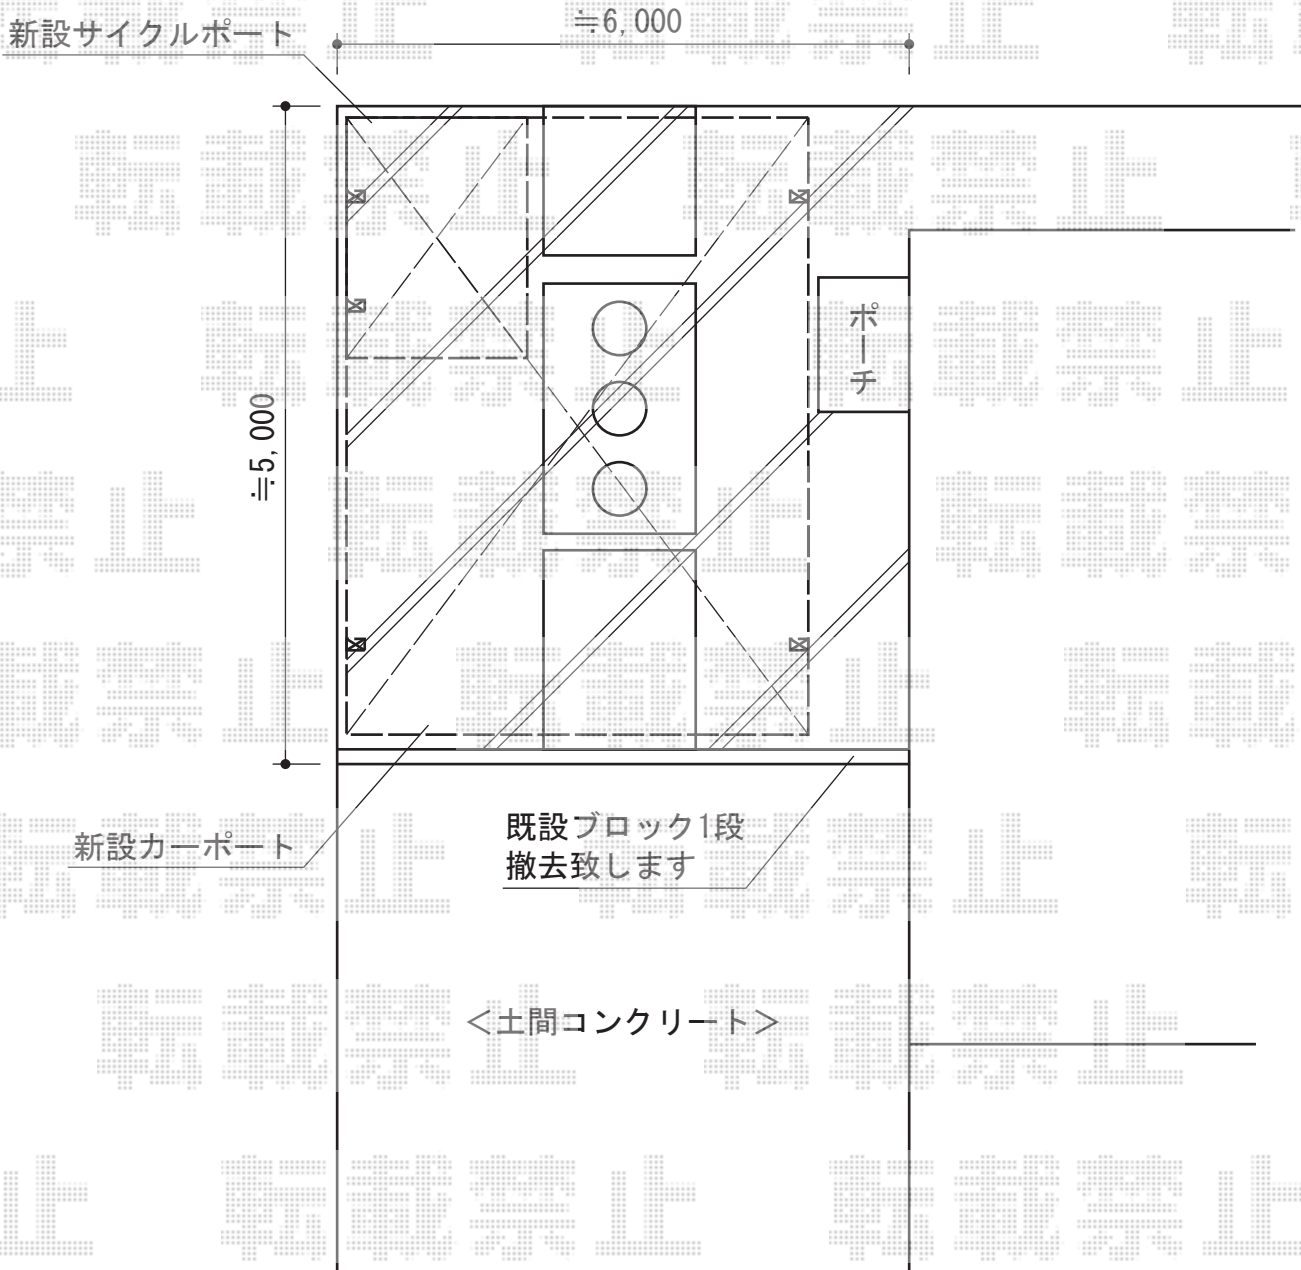 ≒6,000
新設サイクルポート
転載禁止
ポーチ
≒5,000
新設カーポート
既設ブロック1段
撤去致します
＜土間コンクリート＞